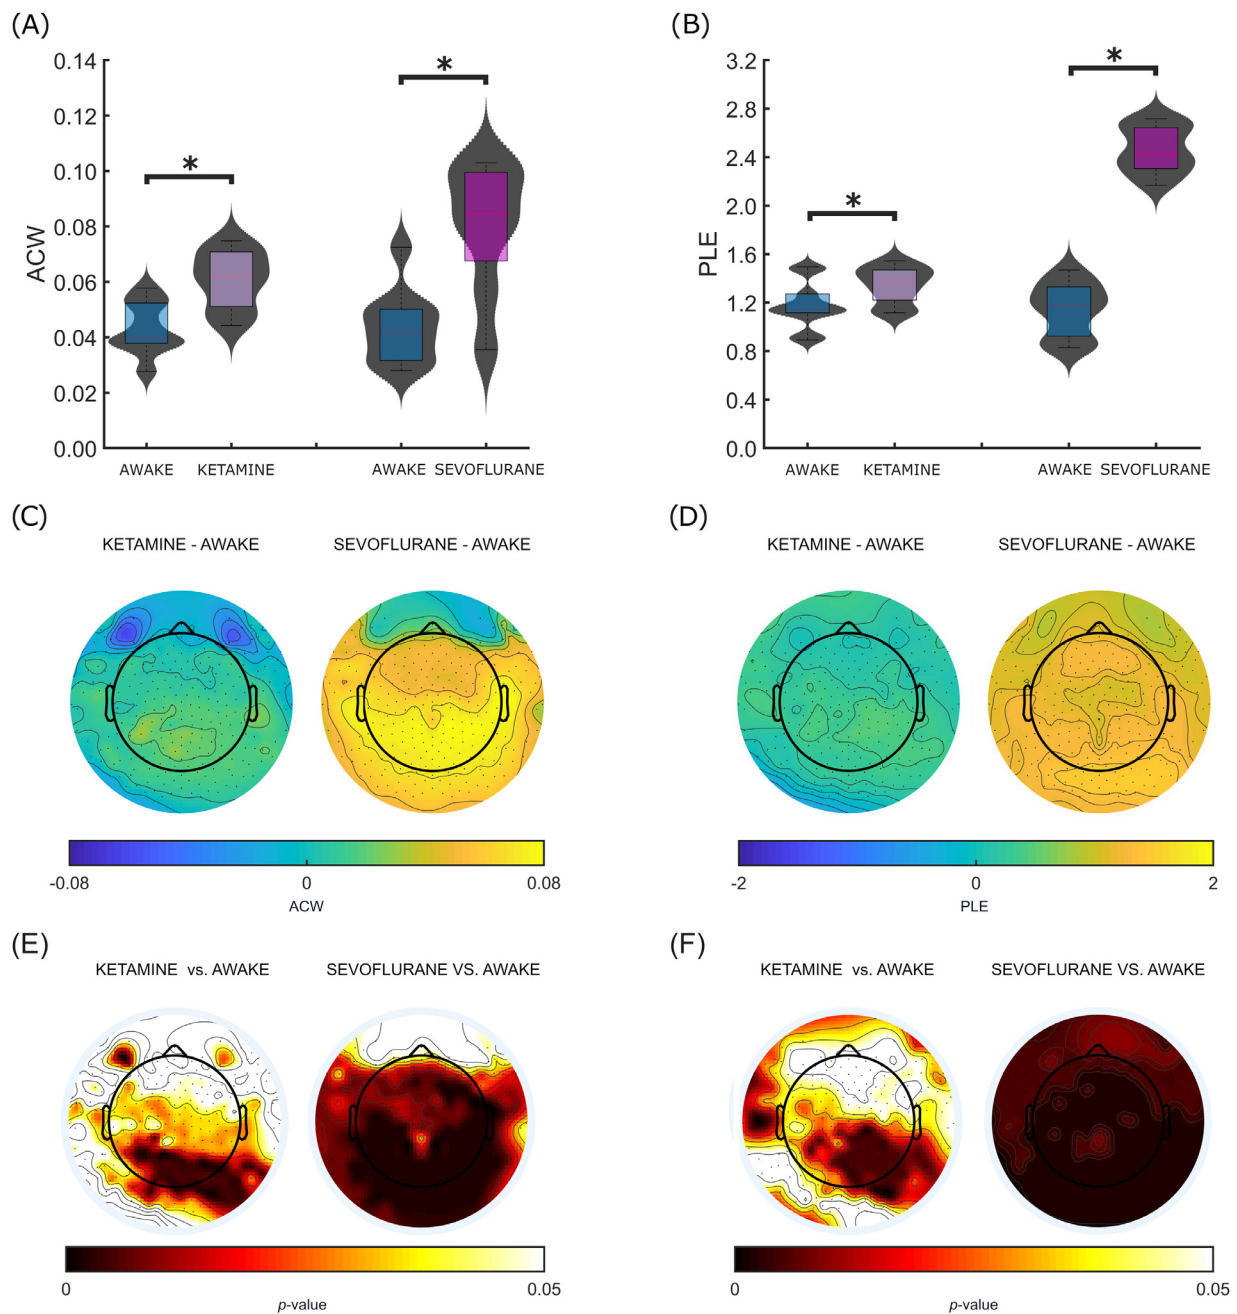 (A)
(B)
0.14
0.12
0.10
0.08
0.06
0.04
0.02
0.00
ACW
*
*
AWAKE KETAMINE AWAKE SEVOFLURANE
3.2
2.8
2.4
2.0
1.6
1.2
0.8
0.4
0.0
PLE
*
*
AWAKE KETAMINE AWAKE SEVOFLURANE
(C)
KETAMINE - AWAKE SEVOFLURANE - AWAKE
-0.08 0 0.08
ACW
(D)
KETAMINE - AWAKE SEVOFLURANE - AWAKE
-2 0 2
PLE
(E)
KETAMINE vs. AWAKE SEVOFLURANE VS. AWAKE
0 0.05
p-value
(F)
KETAMINE vs. AWAKE SEVOFLURANE VS. AWAKE
0 0.05
p-value